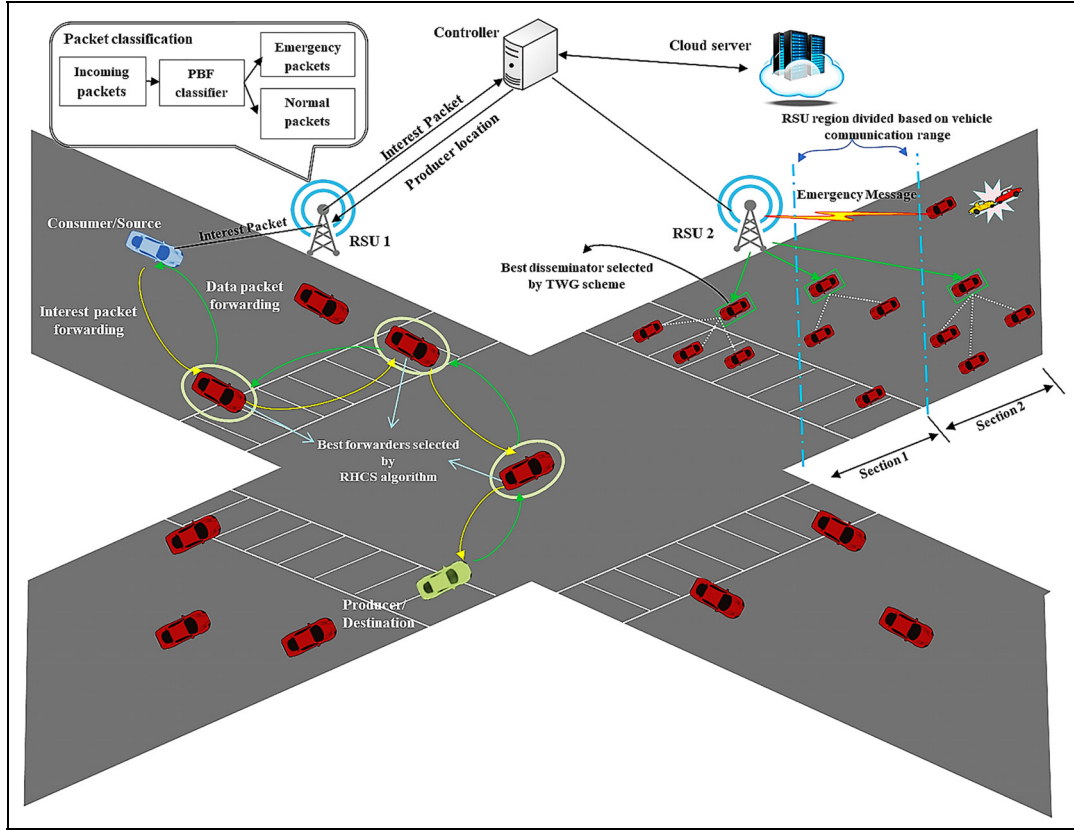 Packet classification
Incoming
packets
PBF
classifier
Emergency
packets
Normal
packets
Controller
Cloud server
RSU region divided based on vehicle
communication range
Interest Packet
Producer location
Consumer/Source
Interest Packet
RSU 1
RSU 2
Emergency Message
Best disseminator selected
by TWG scheme
Data packet
forwarding
Interest packet
forwarding
Best forwarders selected
by
RHCS algorithm
Section 1
Section 2
Producer/
Destination